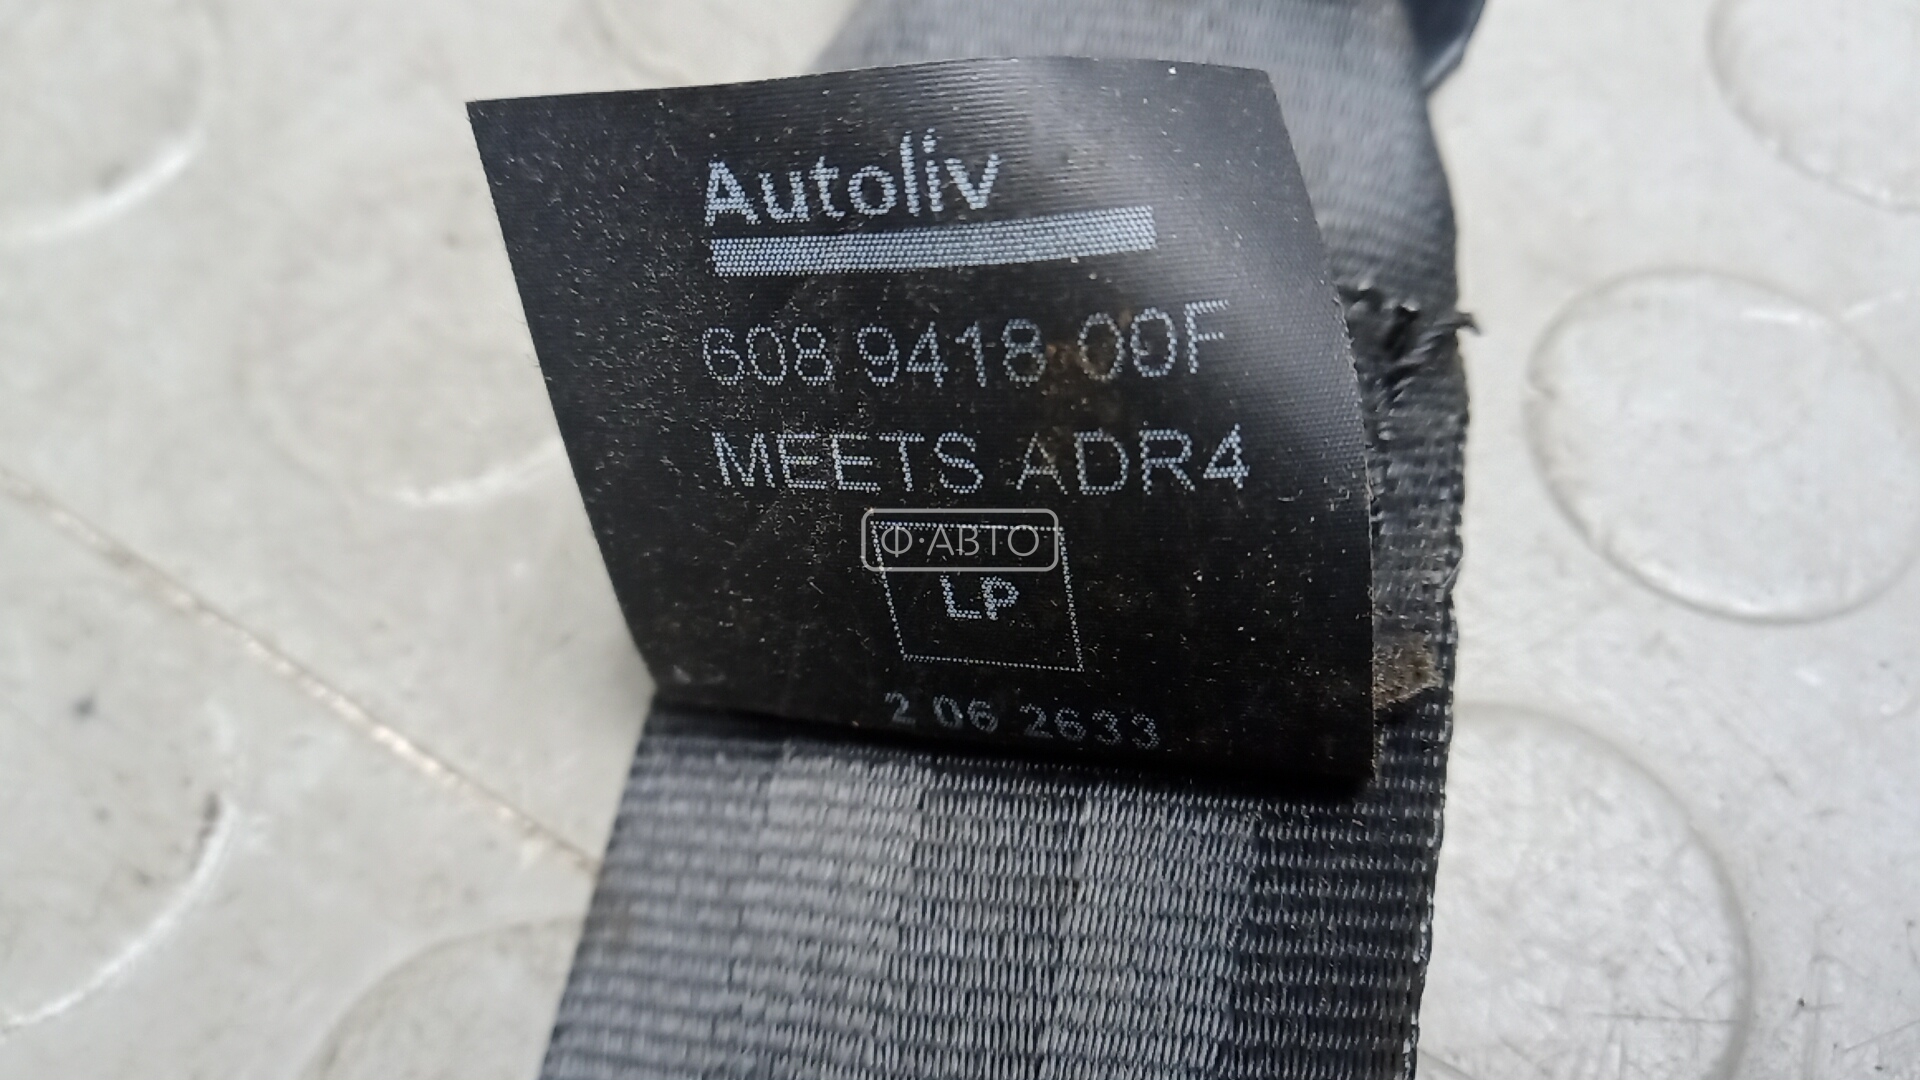 Autoliv
608 9418 00F
MEETS ADR4
Ф·АВТО
LP
2 06 2633